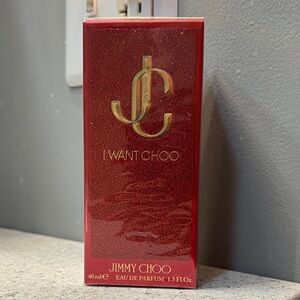 JC
I WANT CHOO
JIMMY CHOO
40 ml e EAU DE PARFUM 1.3 Fl.Oz.